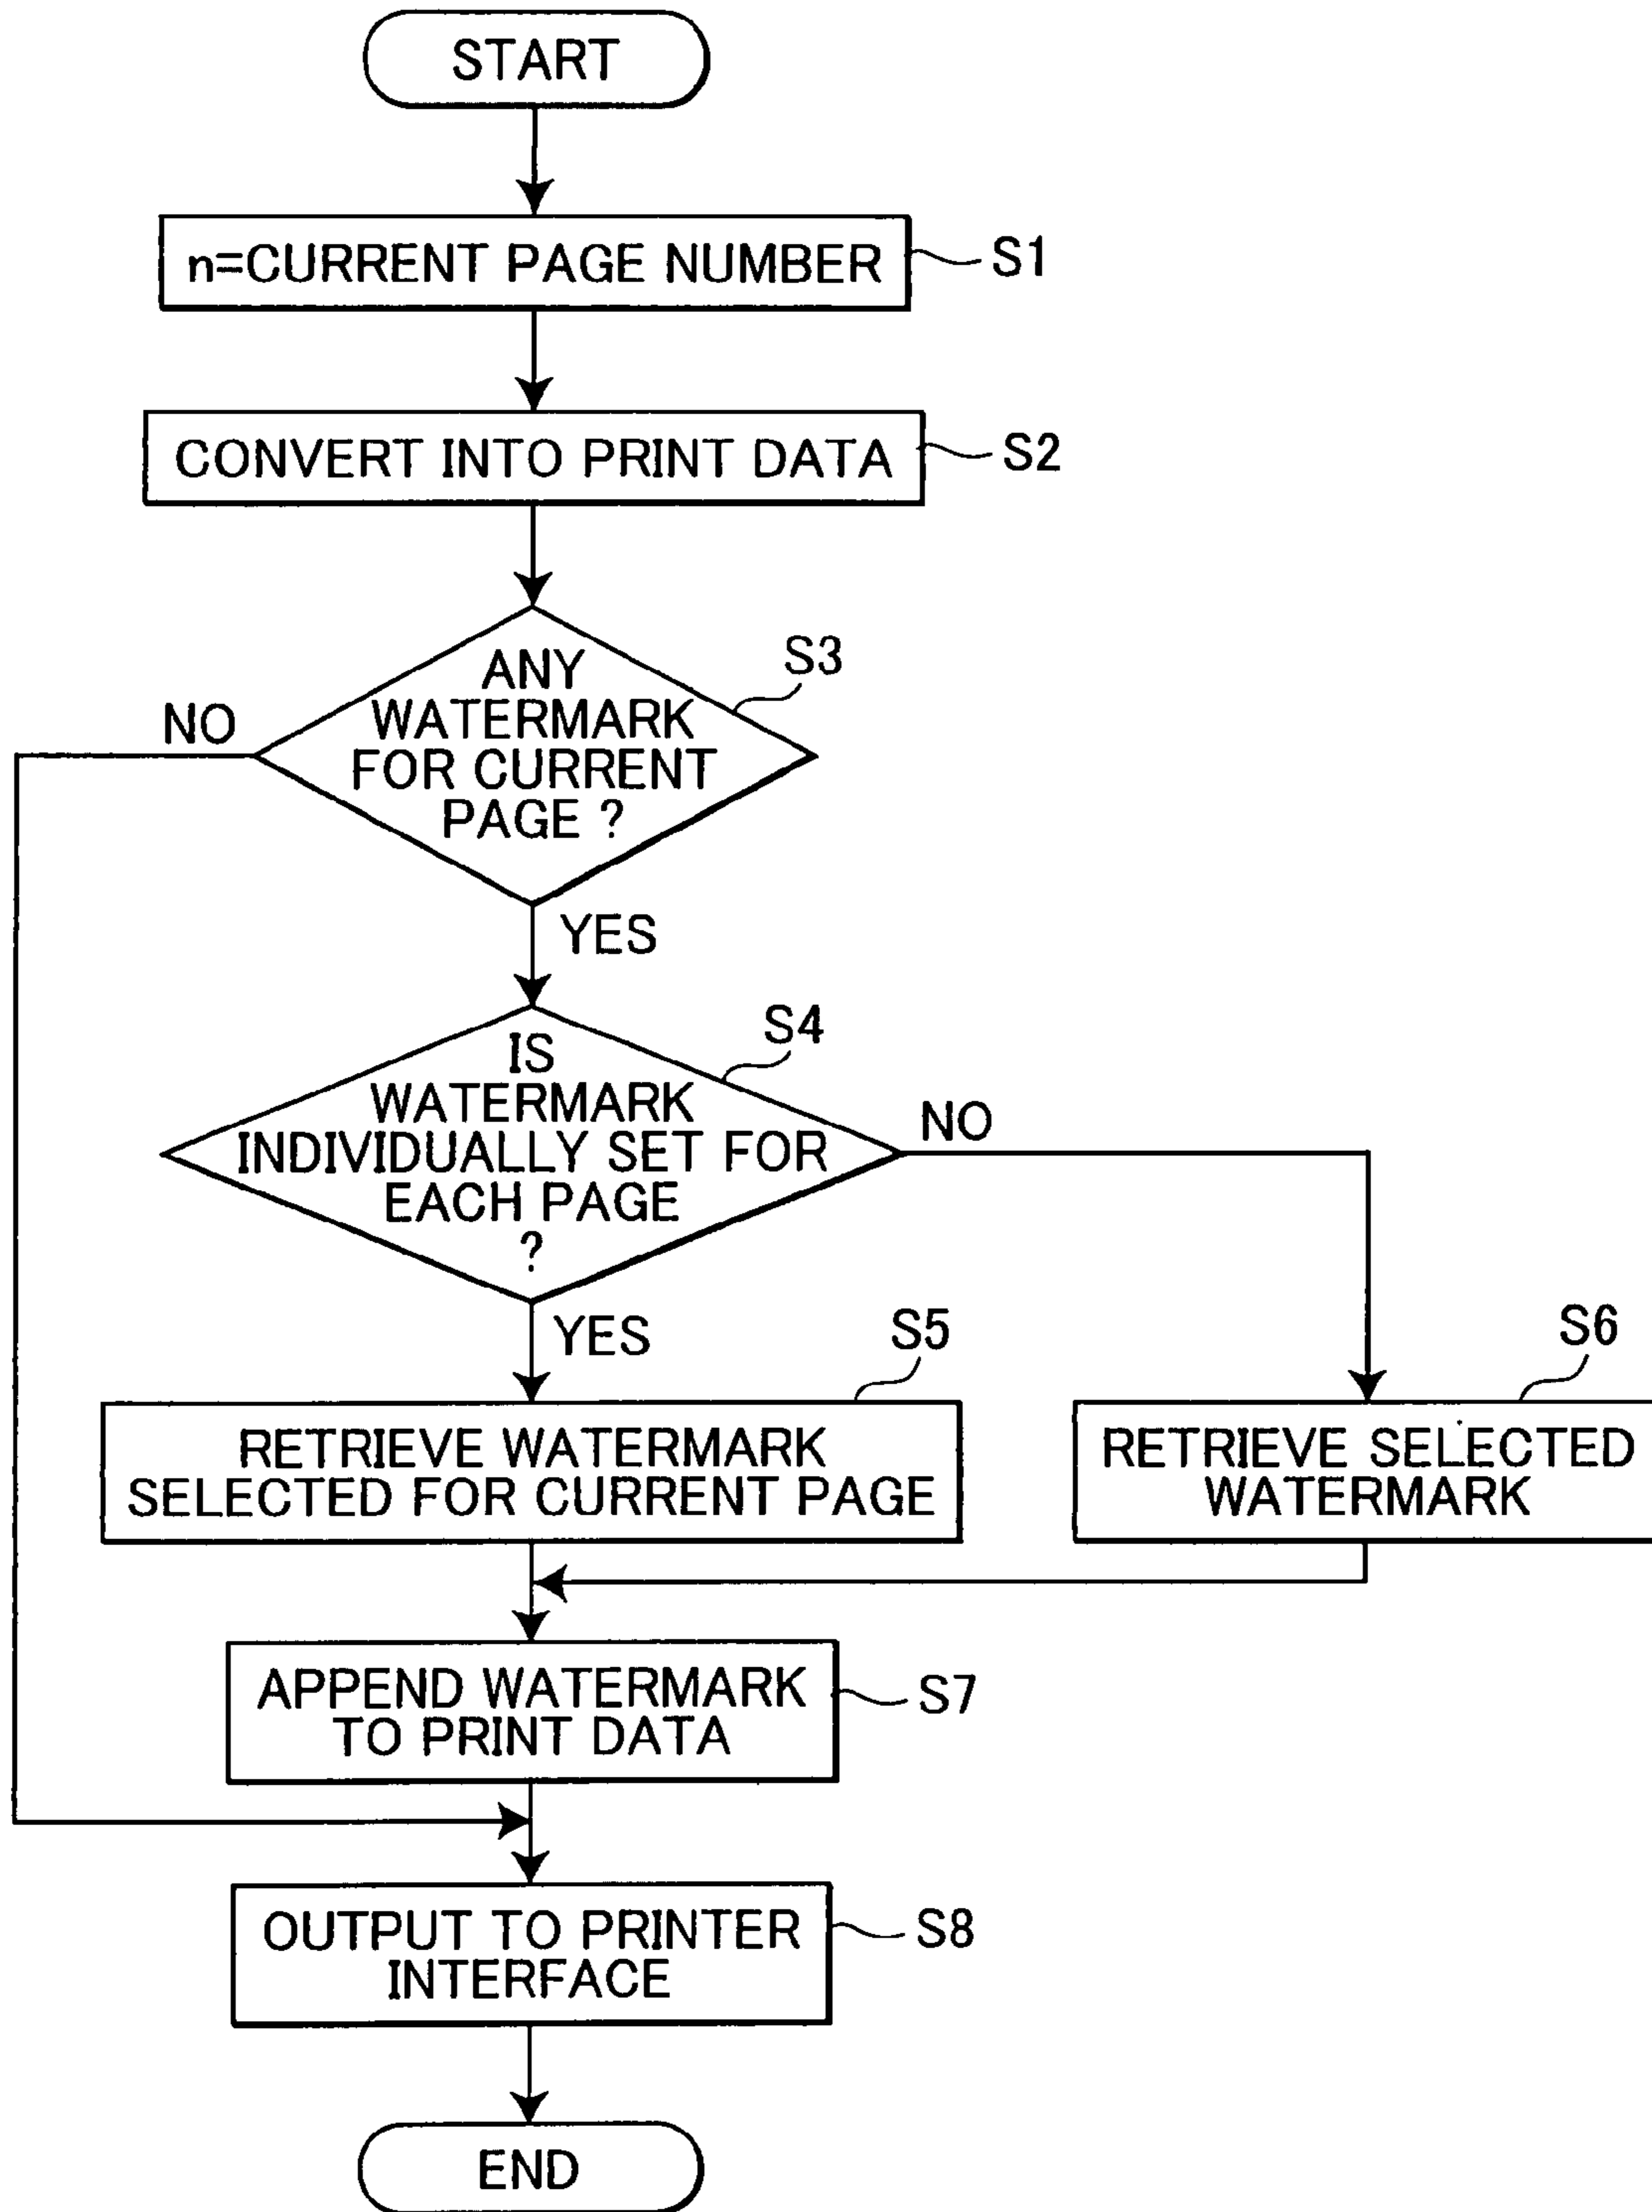 START
n=CURRENT PAGE NUMBER
S1
CONVERT INTO PRINT DATA
S2
ANY
WATERMARK
FOR CURRENT
PAGE ?
S3
NO
YES
IS
WATERMARK
INDIVIDUALLY SET FOR
EACH PAGE
?
S4
NO
YES
S5
RETRIEVE WATERMARK
SELECTED FOR CURRENT PAGE
S6
RETRIEVE SELECTED
WATERMARK
APPEND WATERMARK
TO PRINT DATA
S7
OUTPUT TO PRINTER
INTERFACE
S8
END